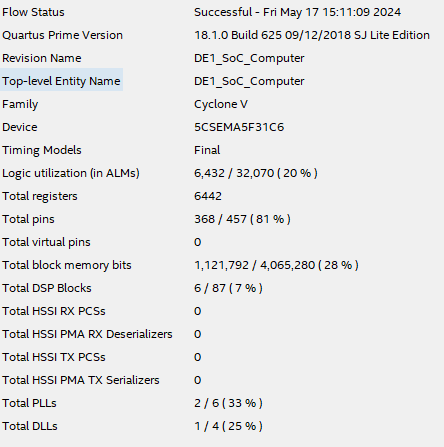 Flow Status Successful - Fri May 17 15:11:09 2024
Quartus Prime Version 18.1.0 Build 625 09/12/2018 SJ Lite Edition
Revision Name DE1_SoC_Computer
Top-level Entity Name DE1_SoC_Computer
Family Cyclone V
Device 5CSEMA5F31C6
Timing Models Final
Logic utilization (in ALMs) 6,432 / 32,070 ( 20 % )
Total registers 6442
Total pins 368 / 457 ( 81 % )
Total virtual pins 0
Total block memory bits 1,121,792 / 4,065,280 ( 28 % )
Total DSP Blocks 6 / 87 ( 7 % )
Total HSSI RX PCSs 0
Total HSSI PMA RX Deserializers 0
Total HSSI TX PCSs 0
Total HSSI PMA TX Serializers 0
Total PLLs 2 / 6 ( 33 % )
Total DLLs 1 / 4 ( 25 % )